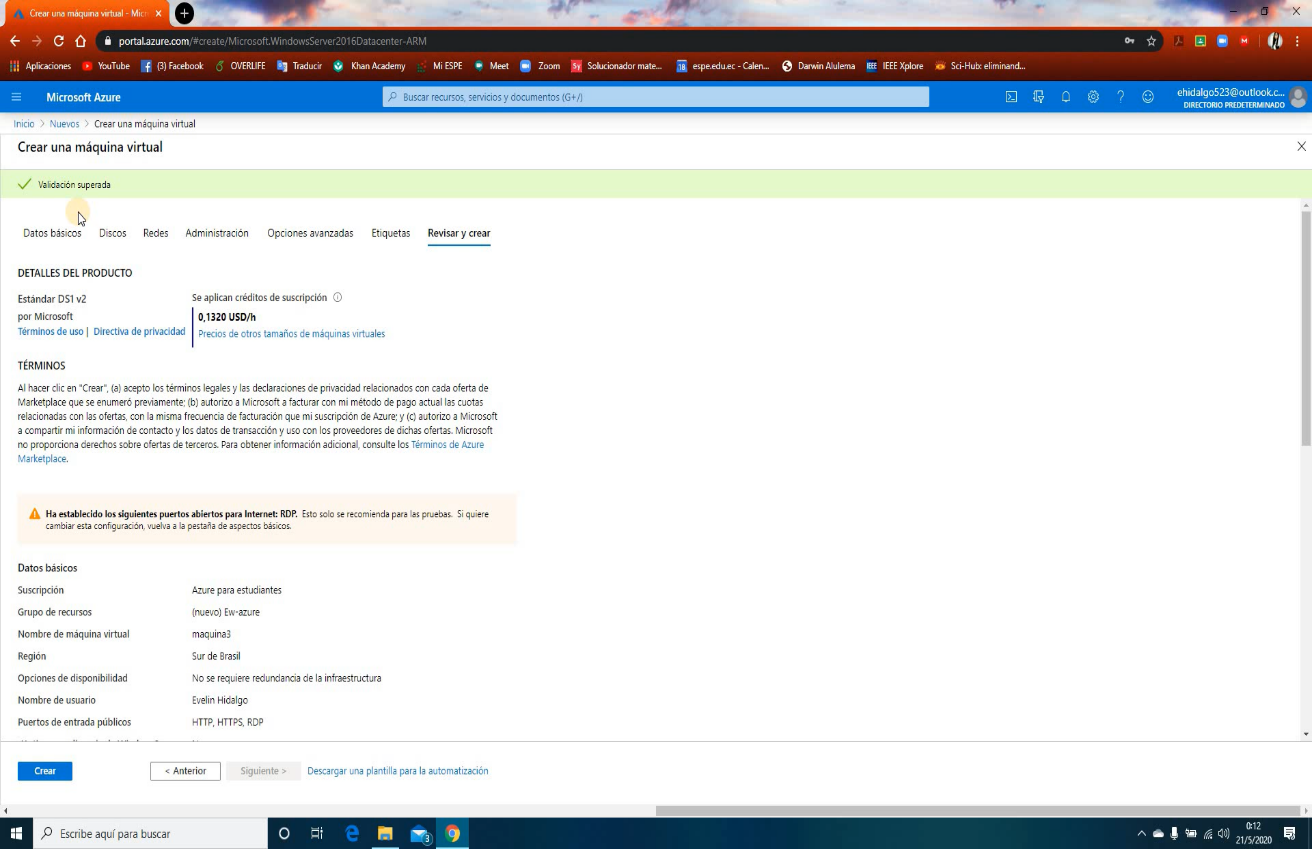 Crear una máquina virtual - Micr
portal.azure.com/#create/Microsoft.WindowsServer2016Datacenter-ARM
Aplicaciones YouTube (3) Facebook OVERLIFE Traducir Khan Academy Mi ESPE Meet Zoom Solucionador mate... espe.edu.ec - Calen... Darwin Alulema IEEE Xplore Sci-Hub: eliminand...
Microsoft Azure
Buscar recursos, servicios y documentos (G+/)
ehidalgo523@outlook.c...
DIRECTORIO PREDETERMINADO
Inicio > Nuevos > Crear una máquina virtual
Crear una máquina virtual
Validación superada
Datos básicos Discos Redes Administración Opciones avanzadas Etiquetas Revisar y crear
DETALLES DEL PRODUCTO
Estándar DS1 v2
por Microsoft
Términos de uso | Directiva de privacidad
Se aplican créditos de suscripción
0,1320 USD/h
Precios de otros tamaños de máquinas virtuales
TÉRMINOS
Al hacer clic en "Crear", (a) acepto los términos legales y las declaraciones de privacidad relacionados con cada oferta de
Marketplace que se enumeró previamente; (b) autorizo a Microsoft a facturar con mi método de pago actual las cuotas
relacionadas con las ofertas, con la misma frecuencia de facturación que mi suscripción de Azure; y (c) autorizo a Microsoft
a compartir mi información de contacto y los datos de transacción y uso con los proveedores de dichas ofertas. Microsoft
no proporciona derechos sobre ofertas de terceros. Para obtener información adicional, consulte los Términos de Azure
Marketplace.
Ha establecido los siguientes puertos abiertos para Internet: RDP. Esto solo se recomienda para las pruebas. Si quiere
cambiar esta configuración, vuelva a la pestaña de aspectos básicos.
Datos básicos
Suscripción Azure para estudiantes
Grupo de recursos (nuevo) Ew-azure
Nombre de máquina virtual maquina3
Región Sur de Brasil
Opciones de disponibilidad No se requiere redundancia de la infraestructura
Nombre de usuario Evelin Hidalgo
Puertos de entrada públicos HTTP, HTTPS, RDP
Crear < Anterior Siguiente > Descargar una plantilla para la automatización
Escribe aquí para buscar
3
0:12
21/5/2020